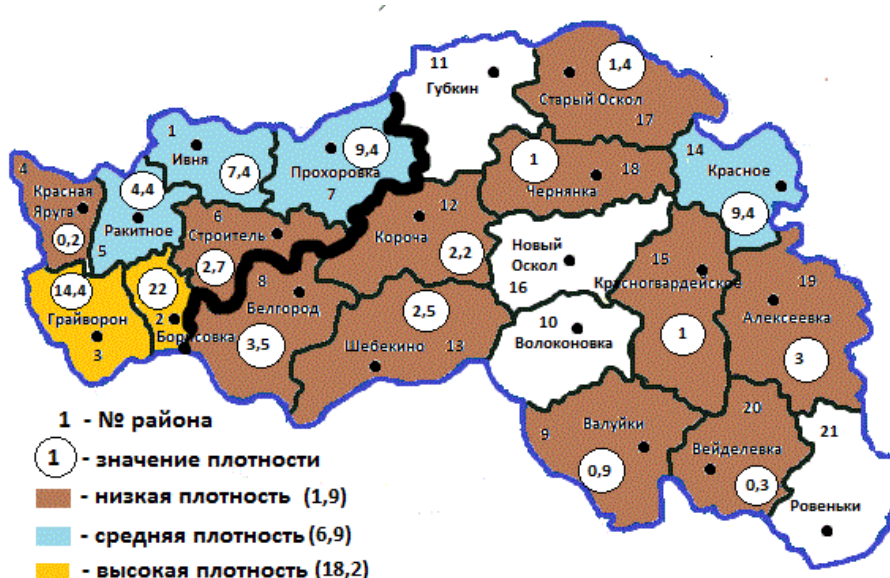 11
Губкин
1,4
Старый Оскол
17
1
Ивня
7,4
9,4
Прохоровка
7
4
Красная
Яруга
0,2
4,4
Ракитное
5
6
Строитель
2,7
1
Чернянка
18
14
Красное
9,4
12
Короча
2,2
Новый
Оскол
16
15
Красногвардейское
1
19
Алексеевка
3
14,4
Грайворон
3
22
2
Борисовка
8
Белгород
3,5
2,5
Шебекино
13
10
Волоконовка
9
Валуйки
0,9
20
Вейделевка
0,3
21
Ровеньки
1 - № района
1 - значение плотности
- низкая плотность (1,9)
- средняя плотность (6,9)
- высокая плотность (18,2)